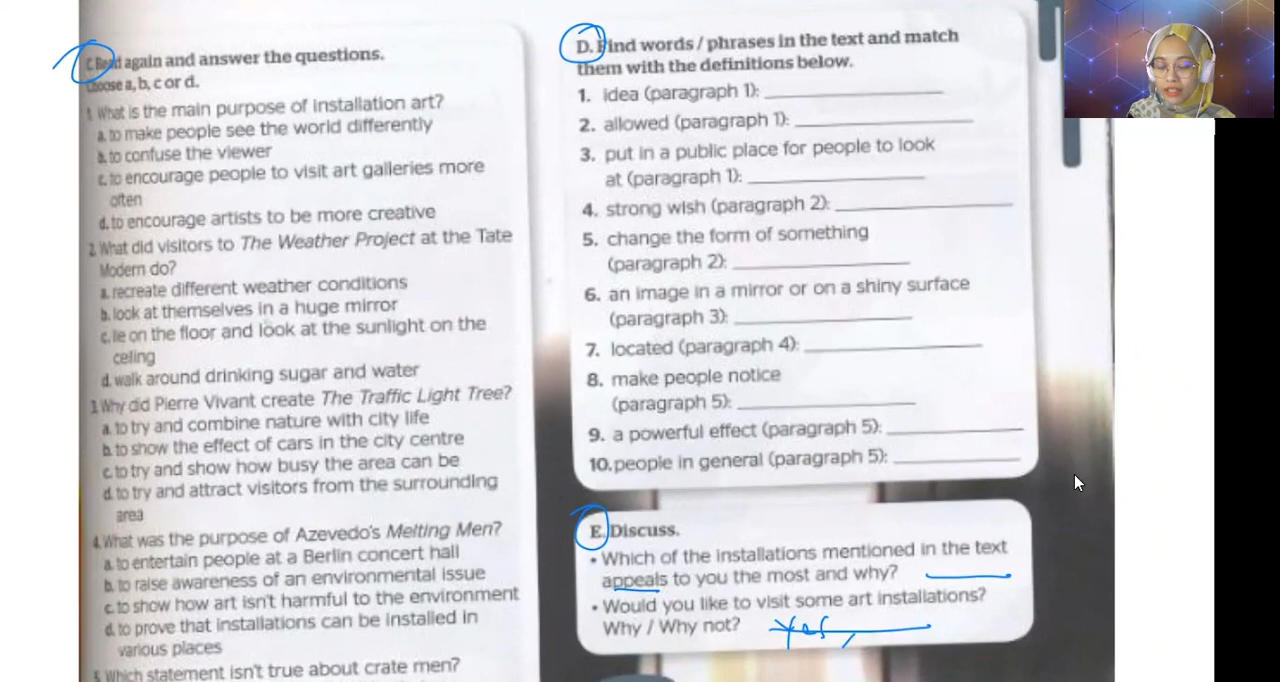 C. Read again and answer the questions.
Choose a, b, c or d.
1. What is the main purpose of installation art?
a. to make people see the world differently
b. to confuse the viewer
c. to encourage people to visit art galleries more
often
d. to encourage artists to be more creative
2. What did visitors to The Weather Project at the Tate
Modern do?
a. recreate different weather conditions
b. look at themselves in a huge mirror
c. lie on the floor and look at the sunlight on the
ceiling
d. walk around drinking sugar and water
3. Why did Pierre Vivant create The Traffic Light Tree?
a. to try and combine nature with city life
b. to show the effect of cars in the city centre
c. to try and show how busy the area can be
d. to try and attract visitors from the surrounding
area
4. What was the purpose of Azevedo's Melting Men?
a. to entertain people at a Berlin concert hall
b. to raise awareness of an environmental issue
c. to show how art isn't harmful to the environment
d. to prove that installations can be installed in
various places
5. Which statement isn't true about crate men?
D. Find words / phrases in the text and match
them with the definitions below.
1. idea (paragraph 1):
2. allowed (paragraph 1):
3. put in a public place for people to look
at (paragraph 1):
4. strong wish (paragraph 2):
5. change the form of something
(paragraph 2):
6. an image in a mirror or on a shiny surface
(paragraph 3):
7. located (paragraph 4):
8. make people notice
(paragraph 5):
9. a powerful effect (paragraph 5):
10. people in general (paragraph 5):
E. Discuss.
• Which of the installations mentioned in the text
appeals to you the most and why?
• Would you like to visit some art installations?
Why / Why not? Yes,